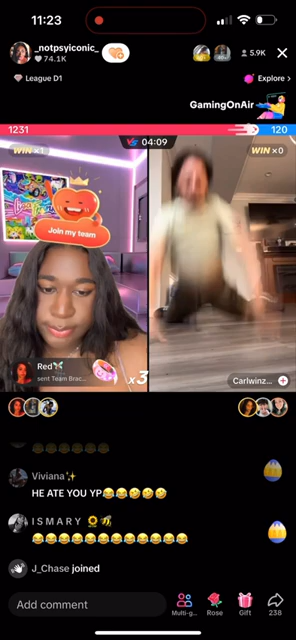 11:23
_notpsyiconic_
74.1K
5.9K
League D1
Explore >
GamingOnAir
1231
120
WIN ×1
VS 04:09
WIN ×0
Join my team
Red🦋
sent Team Brac...
x3
Carlwinz...
😂😂😂😂😂😂
Viviana✨
HE ATE YOU YP😂😂🤣🤣🤣
I S M A R Y 🌻🐝
😂😂😂😂😂😂😂😂😂😂😂😂
J_Chase joined
Add comment
Multi-g...
Rose
Gift
238